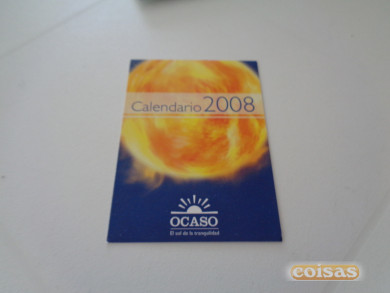 Calendario 2008
OCASO
El sol de la tranquilidad
coisas